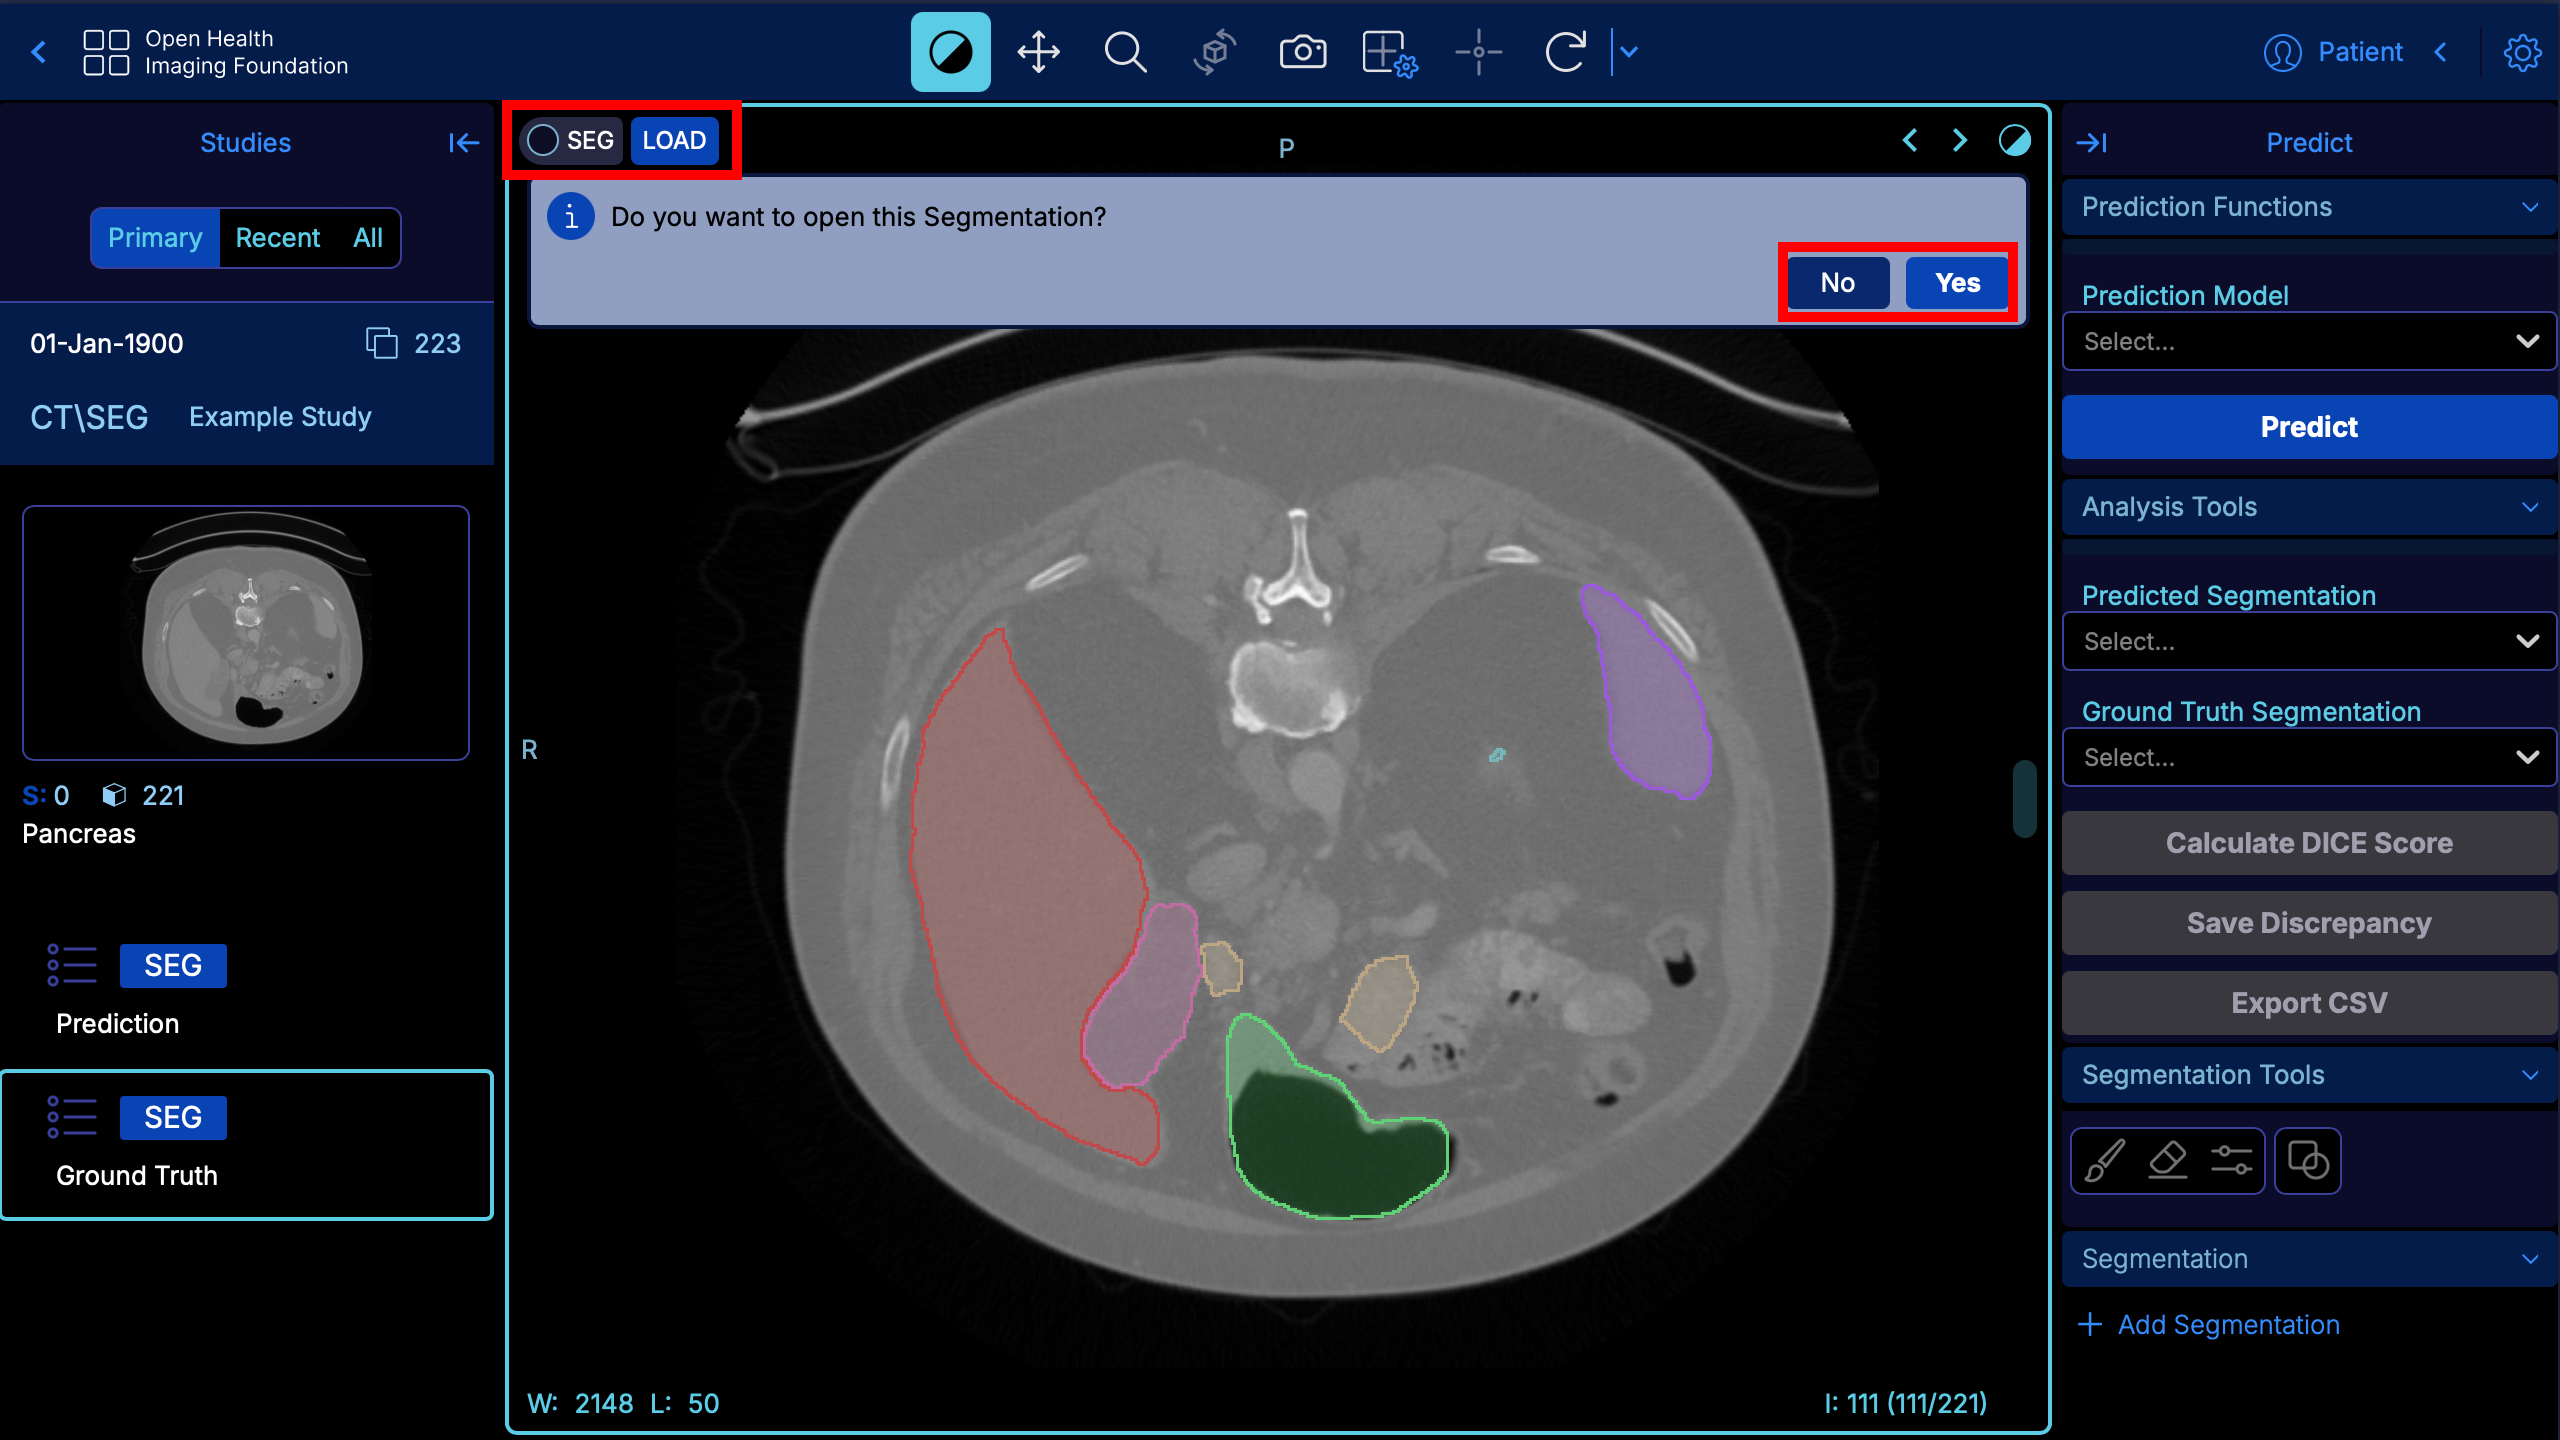 Open Health
Imaging Foundation
Patient
Studies
Primary Recent All
01-Jan-1900 223
CT\SEG Example Study
S: 0 221
Pancreas
SEG
Prediction
SEG
Ground Truth
SEG LOAD
P
i Do you want to open this Segmentation?
No Yes
R
W: 2148 L: 50
I: 111 (111/221)
Predict
Prediction Functions
Prediction Model
Select...
Predict
Analysis Tools
Predicted Segmentation
Select...
Ground Truth Segmentation
Select...
Calculate DICE Score
Save Discrepancy
Export CSV
Segmentation Tools
Segmentation
+ Add Segmentation